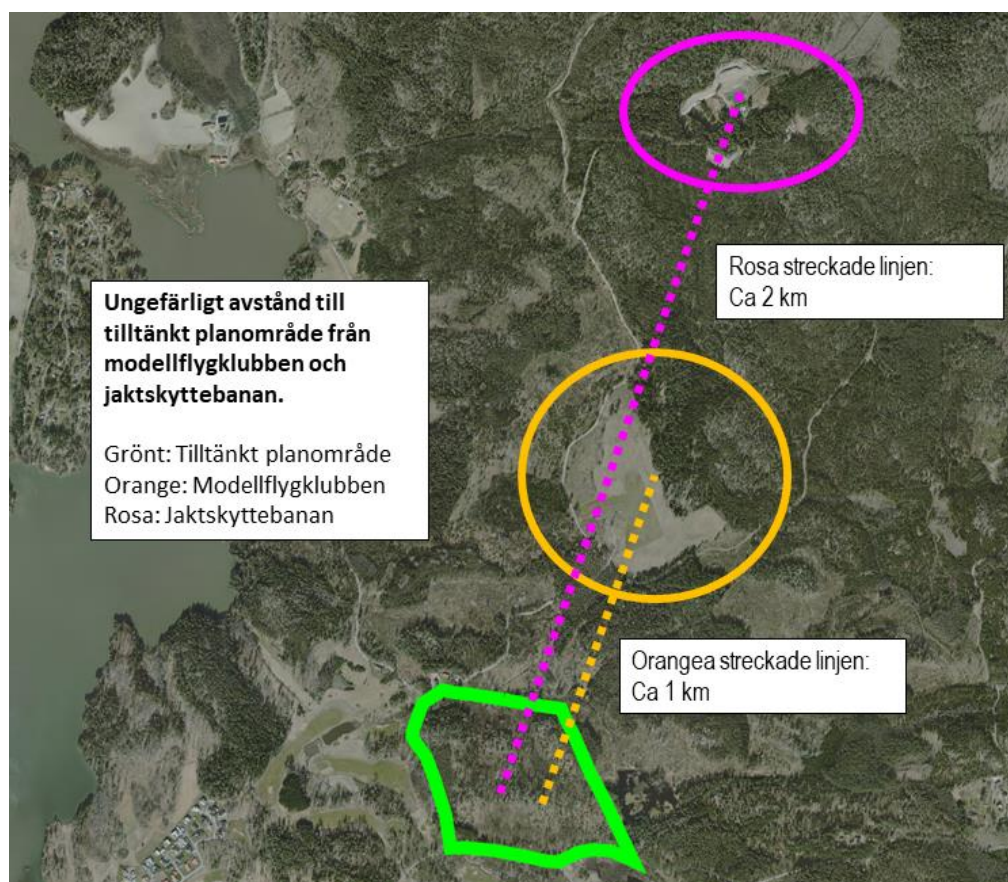 Rosa streckade linjen:
Ca 2 km
Ungefärligt avstånd till
tilltänkt planområde från
modellflygklubben och
jaktskyttebanan.
Grönt: Tilltänkt planområde
Orange: Modellflygklubben
Rosa: Jaktskyttebanan
Orangea streckade linjen:
Ca 1 km